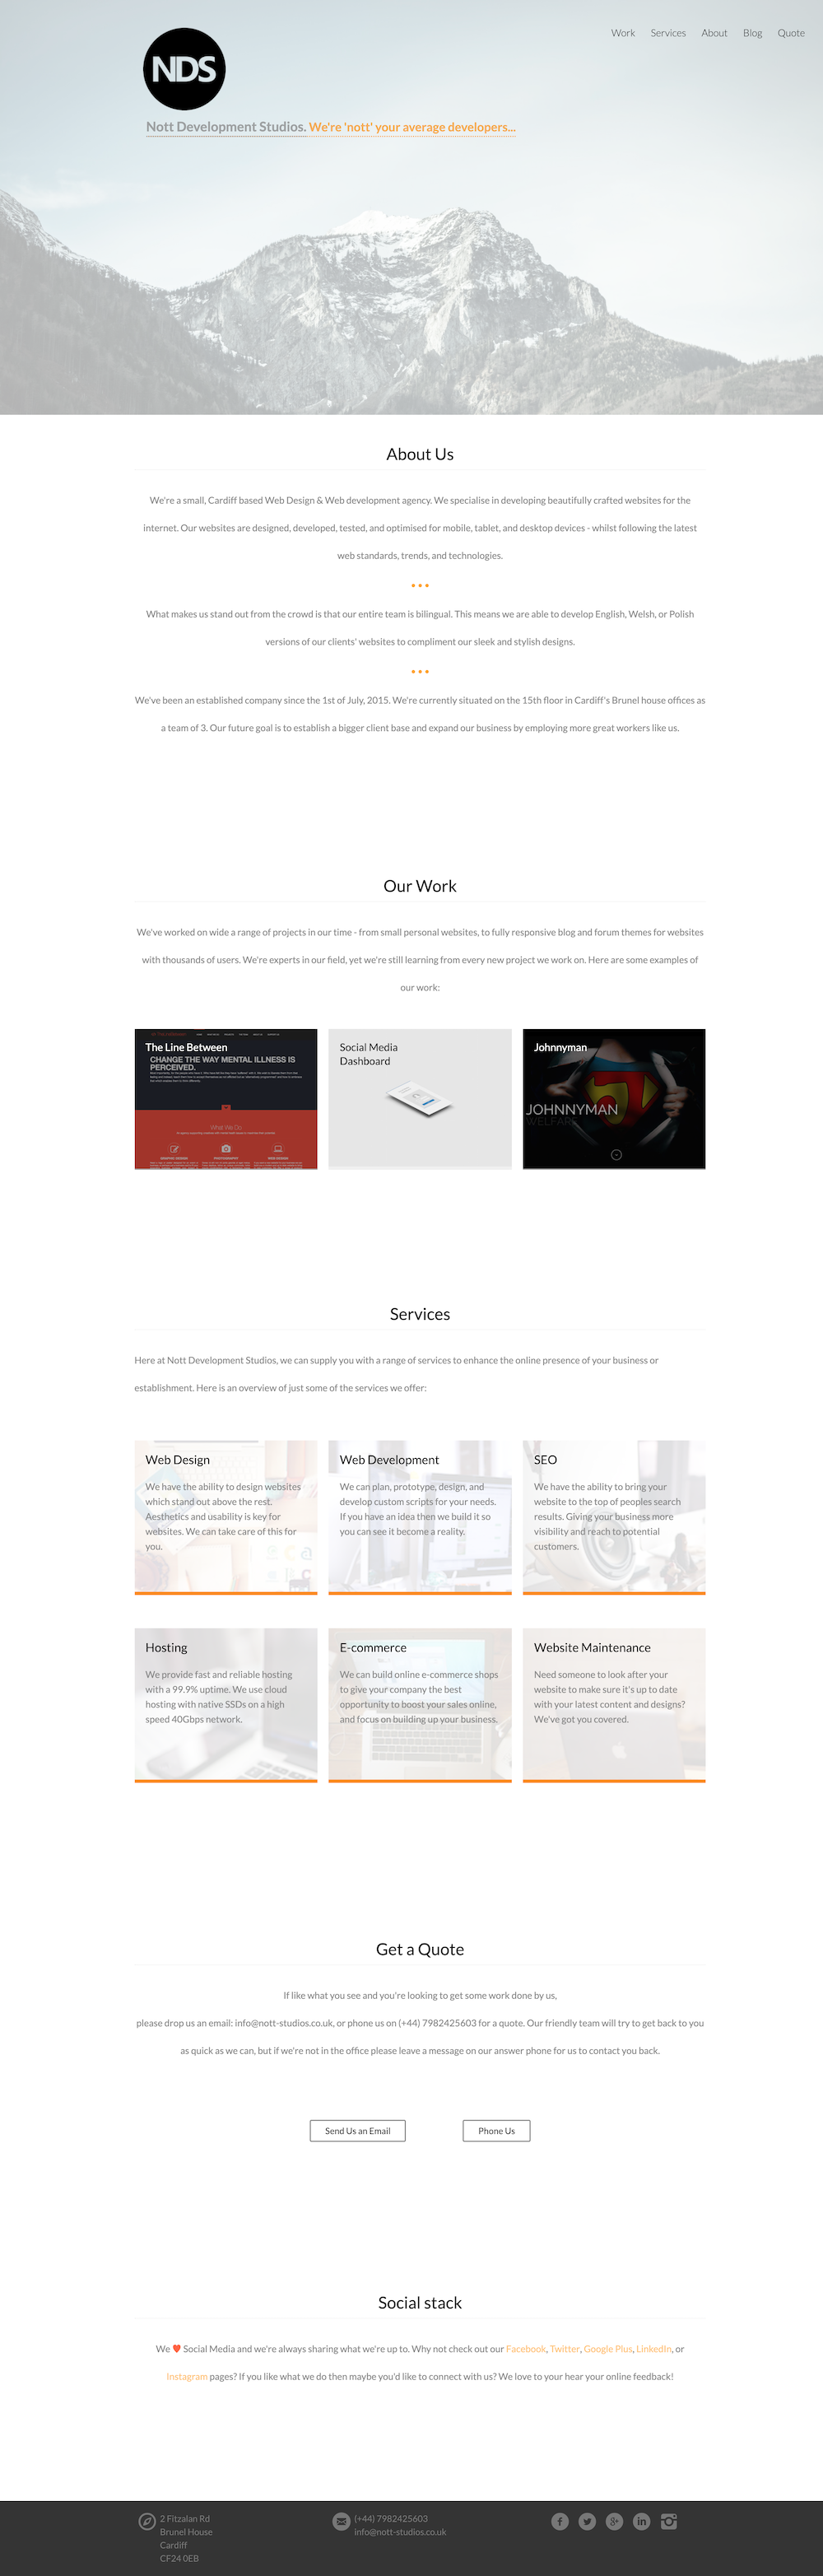 Work Services About Blog Quote
NDS
Nott Development Studios. We're 'nott' your average developers...
About Us
We're a small, Cardiff based Web Design & Web development agency. We specialise in developing beautifully crafted websites for the
internet. Our websites are designed, developed, tested, and optimised for mobile, tablet, and desktop devices - whilst following the latest
web standards, trends, and technologies.
What makes us stand out from the crowd is that our entire team is bilingual. This means we are able to develop English, Welsh, or Polish
versions of our clients' websites to compliment our sleek and stylish designs.
We've been an established company since the 1st of July, 2015. We're currently situated on the 15th floor in Cardiff's Brunel house offices as
a team of 3. Our future goal is to establish a bigger client base and expand our business by employing more great workers like us.
Our Work
We've worked on wide a range of projects in our time - from small personal websites, to fully responsive blog and forum themes for websites
with thousands of users. We're experts in our field, yet we're still learning from every new project we work on. Here are some examples of
our work:
The Line Between
CHANGE THE WAY MENTAL ILLNESS IS
PERCEIVED.
What We Do
GRAPHIC DESIGN PHOTOGRAPHY WEB DESIGN
Social Media
Dashboard
Johnnyman
JOHNNYMAN
WELFARE
Services
Here at Nott Development Studios, we can supply you with a range of services to enhance the online presence of your business or
establishment. Here is an overview of just some of the services we offer:
Web Design
We have the ability to design websites
which stand out above the rest.
Aesthetics and usability is key for
websites. We can take care of this for
you.
Web Development
We can plan, prototype, design, and
develop custom scripts for your needs.
If you have an idea then we build it so
you can see it become a reality.
SEO
We have the ability to bring your
website to the top of peoples search
results. Giving your business more
visibility and reach to potential
customers.
Hosting
We provide fast and reliable hosting
with a 99.9% uptime. We use cloud
hosting with native SSDs on a high
speed 40Gbps network.
E-commerce
We can build online e-commerce shops
to give your company the best
opportunity to boost your sales online,
and focus on building up your business.
Website Maintenance
Need someone to look after your
website to make sure it's up to date
with your latest content and designs?
We've got you covered.
Get a Quote
If like what you see and you're looking to get some work done by us,
please drop us an email: info@nott-studios.co.uk, or phone us on (+44) 7982425603 for a quote. Our friendly team will try to get back to you
as quick as we can, but if we're not in the office please leave a message on our answer phone for us to contact you back.
Send Us an Email Phone Us
Social stack
We ♥ Social Media and we're always sharing what we're up to. Why not check out our Facebook, Twitter, Google Plus, LinkedIn, or
Instagram pages? If you like what we do then maybe you'd like to connect with us? We love to your hear your online feedback!
2 Fitzalan Rd
Brunel House
Cardiff
CF24 0EB
(+44) 7982425603
info@nott-studios.co.uk